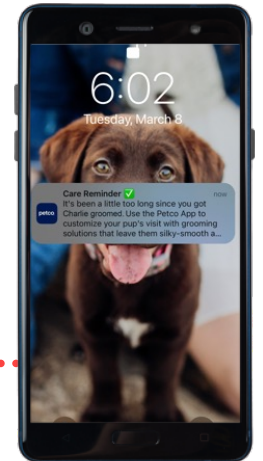 6:02
Tuesday, March 8
Care Reminder ✅ now
It's been a little too long since you got
petco Charlie groomed. Use the Petco App to
customize your pup's visit with grooming
solutions that leave them silky-smooth a...